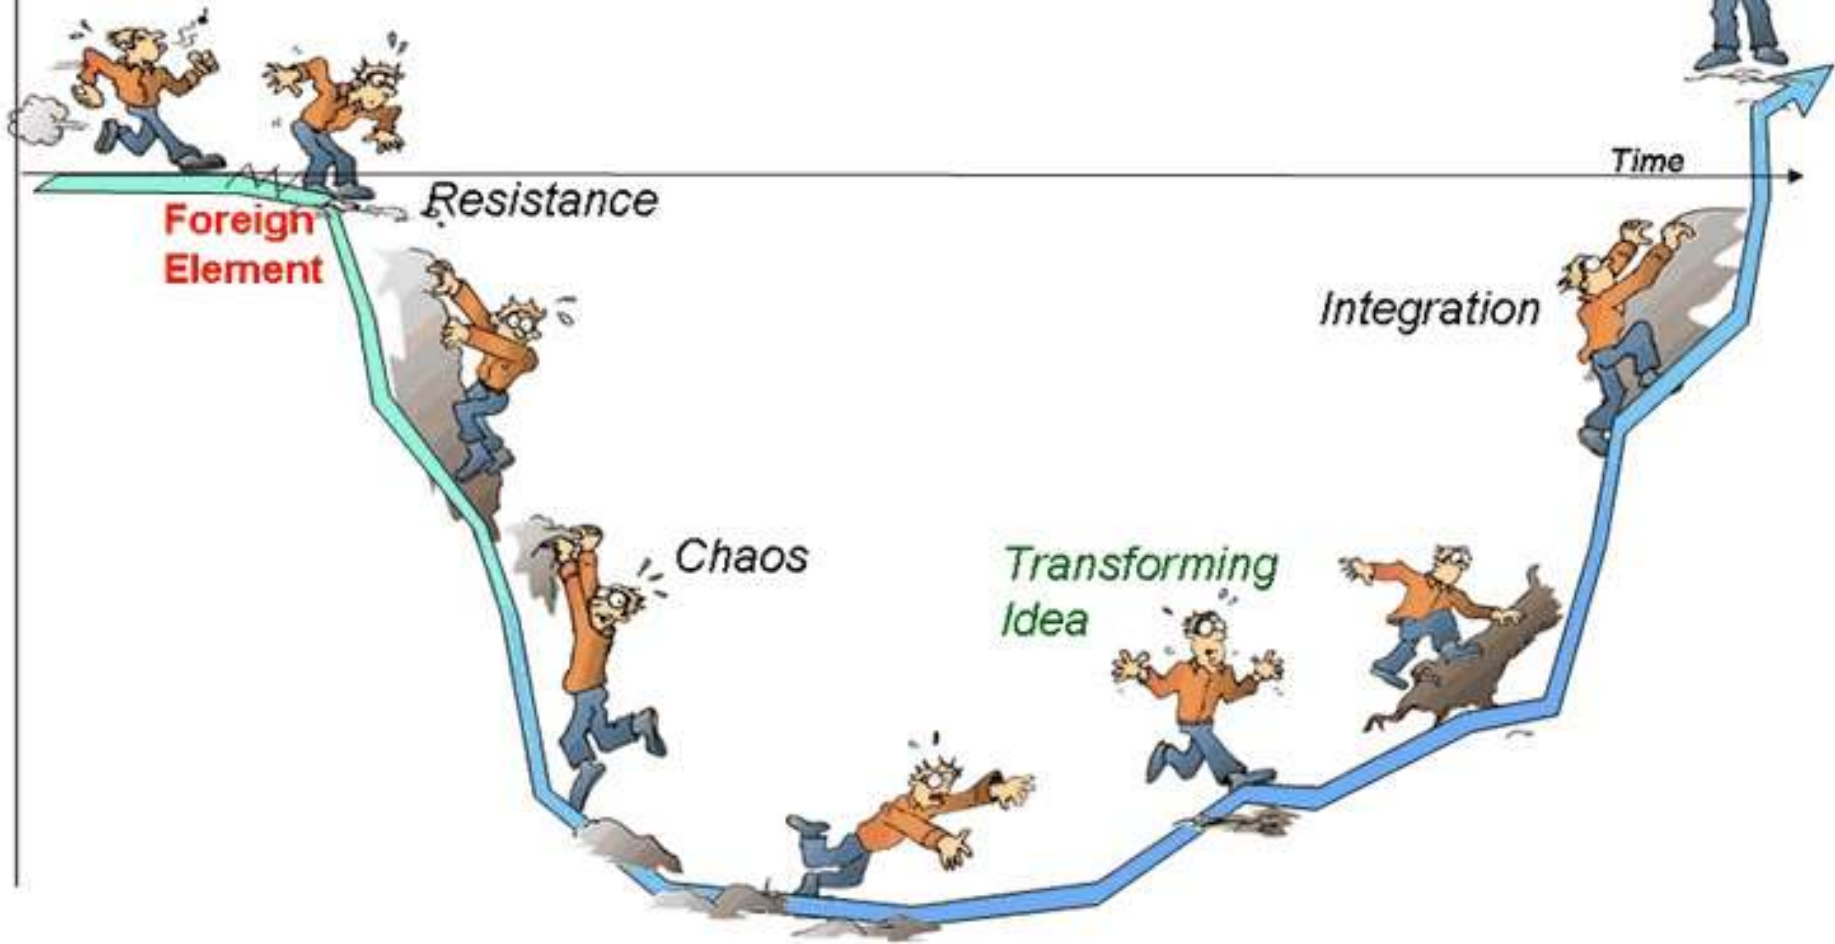 Time
Resistance
Foreign
Element
Integration
Chaos
Transforming
Idea